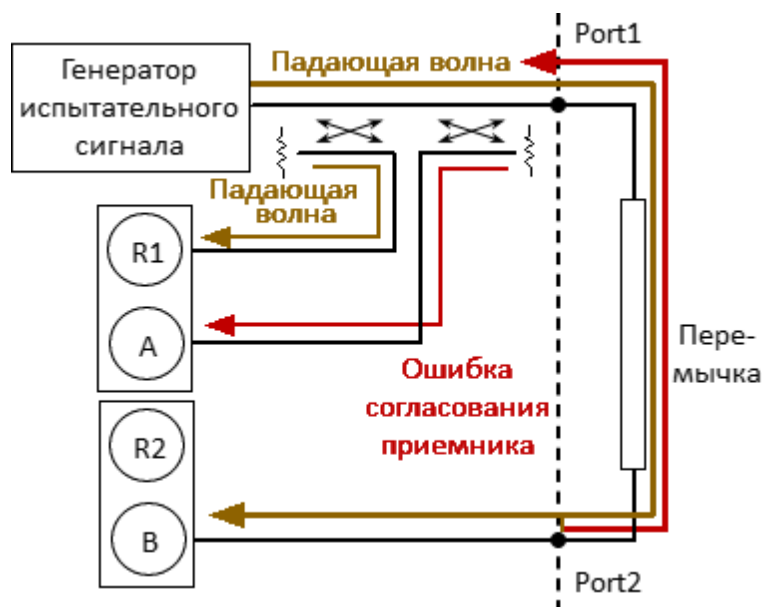 Port1
Генератор
испытательного
сигнала
Падающая волна
Падающая
волна
R1
A
Пере-
мычка
Ошибка
согласования
приемника
R2
B
Port2